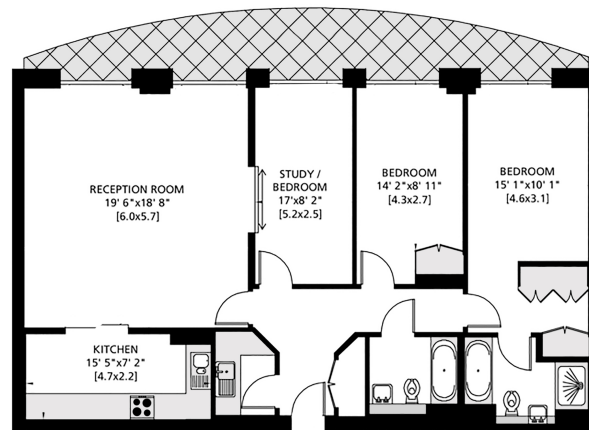 RECEPTION ROOM
19' 6"x18' 8"
[6.0x5.7]
STUDY /
BEDROOM
17'x8' 2"
[5.2x2.5]
BEDROOM
14' 2"x8' 11"
[4.3x2.7]
BEDROOM
15' 1"x10' 1"
[4.6x3.1]
KITCHEN
15' 5"x7' 2"
[4.7x2.2]